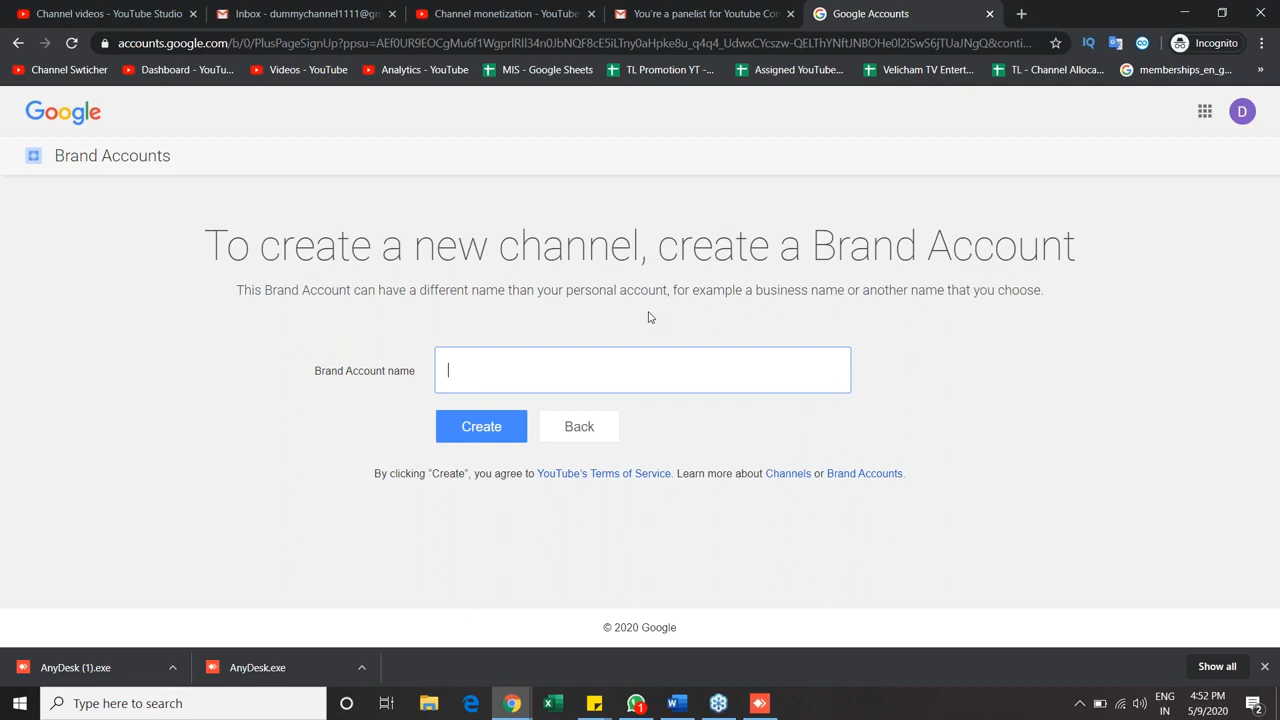 Channel videos - YouTube Studio
Inbox - dummychannel1111@gm
Channel monetization - YouTube
You're a panelist for Youtube Con
Google Accounts
accounts.google.com/b/0/PlusPageSignUp?ppsu=
Incognito
Channel Swticher
Dashboard - YouTu...
Videos - YouTube
Analytics - YouTube
MIS - Google Sheets
TL Promotion YT -...
Assigned YouTube...
Velicham TV Entert...
TL - Channel Alloca...
memberships_en_g...
»
Google
D
Brand Accounts
To create a new channel, create a Brand Account
This Brand Account can have a different name than your personal account, for example a business name or another name that you choose.
Brand Account name
Create
Back
By clicking "Create", you agree to YouTube's Terms of Service. Learn more about Channels or Brand Accounts.
© 2020 Google
AnyDesk (1).exe
AnyDesk.exe
Show all
Type here to search
1
ENG
IN
4:52 PM
5/9/2020
2